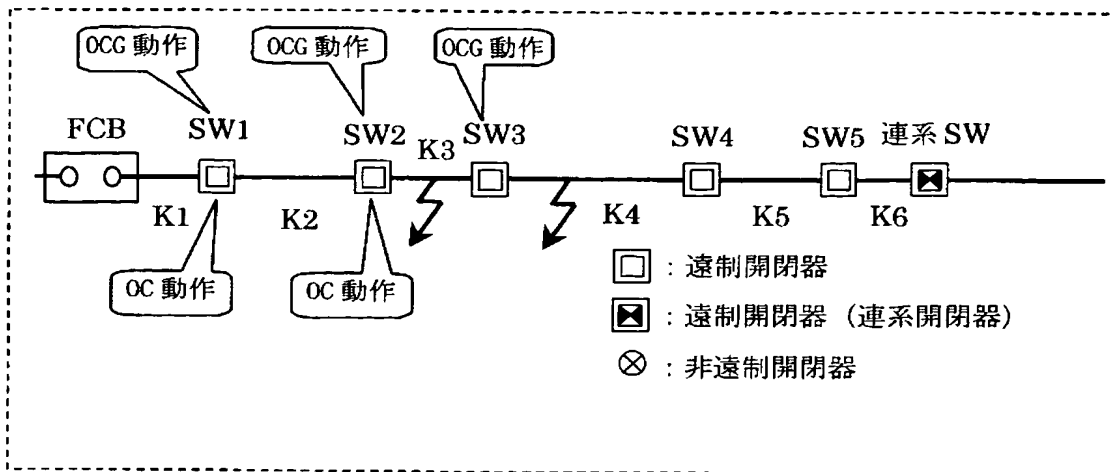 OCG 動作
OCG 動作
OCG 動作
FCB
SW1
SW2
K3
SW3
SW4
SW5
連系 SW
K1
K2
K4
K5
K6
OC 動作
OC 動作
：遠制開閉器
：遠制開閉器（連系開閉器）
：非遠制開閉器